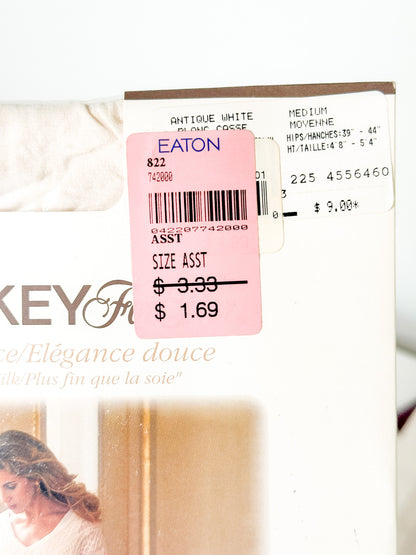 ANTIQUE WHITE
BLANC CASSE
MEDIUM
MOYENNE
HIPS/HANCHES:39" - 44"
HT/TAILLE:4'8" - 5'4"
225 4556460
$ 9.00*
EATON
822
742000
042207742000
ASST
SIZE ASST
$ 3.33
$ 1.69
KEY
/Elégance douce
/Plus fin que la soie"